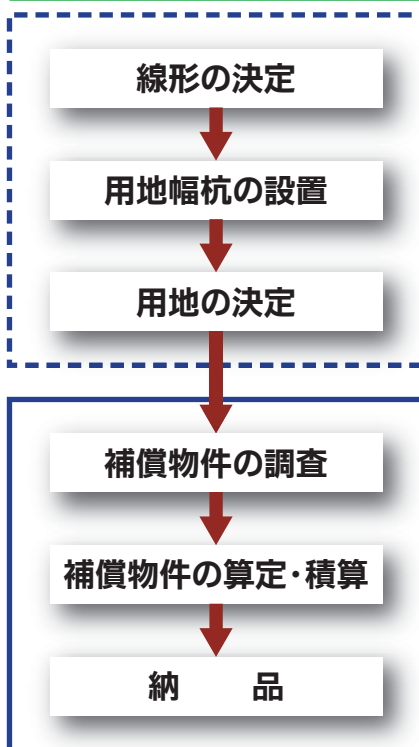 線形の決定
用地幅杭の設置
用地の決定
補償物件の調査
補償物件の算定・積算
納　　品